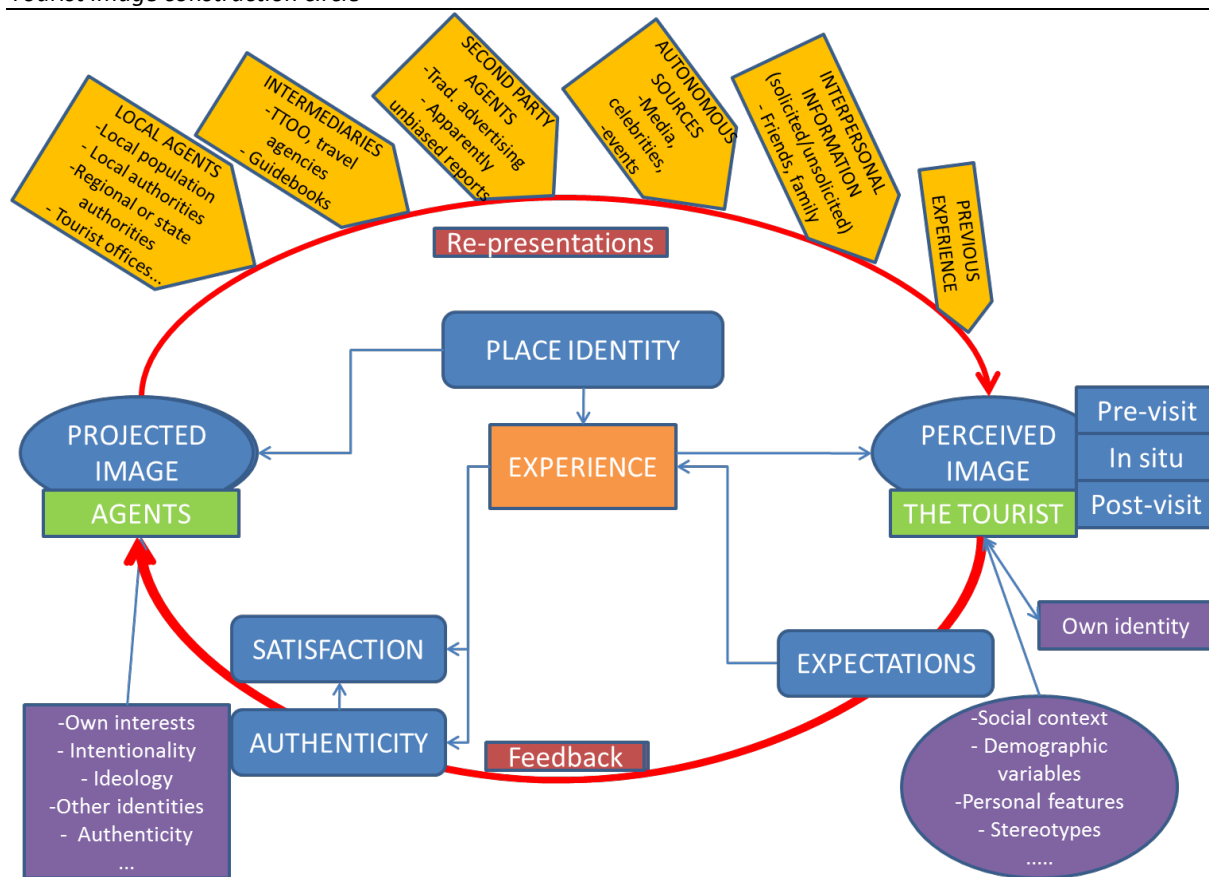 Tourist image construction circle
LOCAL AGENTS
-Local population
- Local authorities
-Regional or state
authorities
- Tourist offices...
INTERMEDIARIES
-TTOO, travel
agencies
- Guidebooks
SECOND PARTY
AGENTS
-Trad. advertising
- Apparently
unbiased reports
AUTONOMOUS
SOURCES
-Media,
celebrities,
-events
INTERPERSONAL
INFORMATION
(solicited/unsolicited)
- Friends, family
PREVIOUS
EXPERIENCE
Re-presentations
PLACE IDENTITY
PROJECTED
IMAGE
AGENTS
EXPERIENCE
PERCEIVED
IMAGE
THE TOURIST
Pre-visit
In situ
Post-visit
SATISFACTION
AUTHENTICITY
EXPECTATIONS
Own identity
Feedback
-Own interests
- Intentionality
- Ideology
-Other identities
- Authenticity
...
-Social context
- Demographic
variables
-Personal features
- Stereotypes
.....